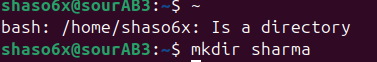 shaso6x@sourAB3:~$ ~
bash: /home/shaso6x: Is a directory
shaso6x@sourAB3:~$ mkdir sharma